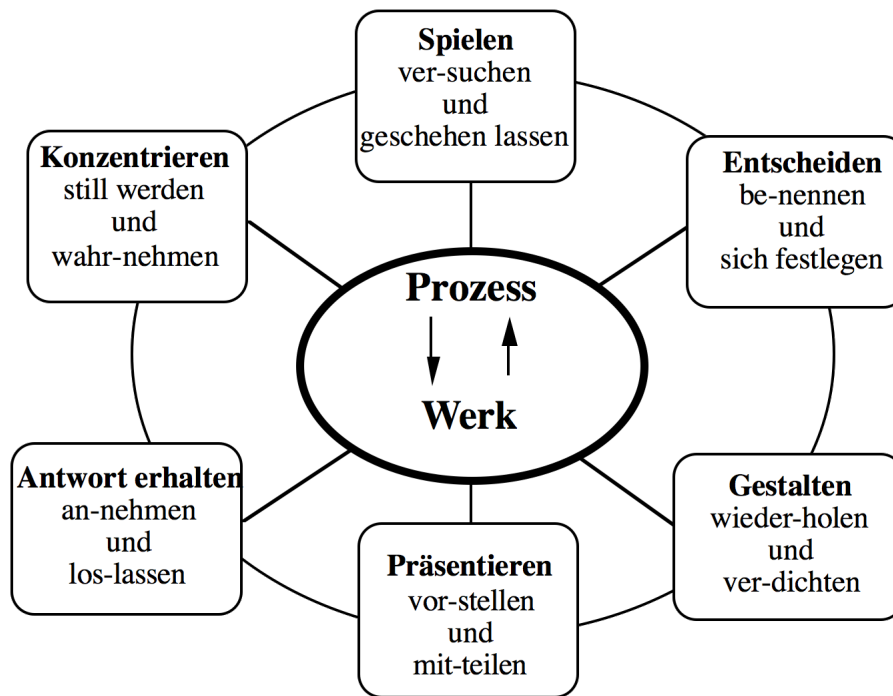 Spielen
ver-suchen
und
geschehen lassen
Konzentrieren
still werden
und
wahr-nehmen
Entscheiden
be-nennen
und
sich festlegen
Prozess
Werk
Antwort erhalten
an-nehmen
und
los-lassen
Präsentieren
vor-stellen
und
mit-teilen
Gestalten
wieder-holen
und
ver-dichten